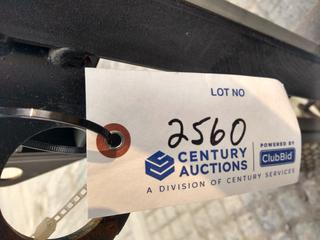 LOT NO
2560
CENTURY
AUCTIONS
POWERED BY
ClubBid
A DIVISION OF CENTURY SERVICES